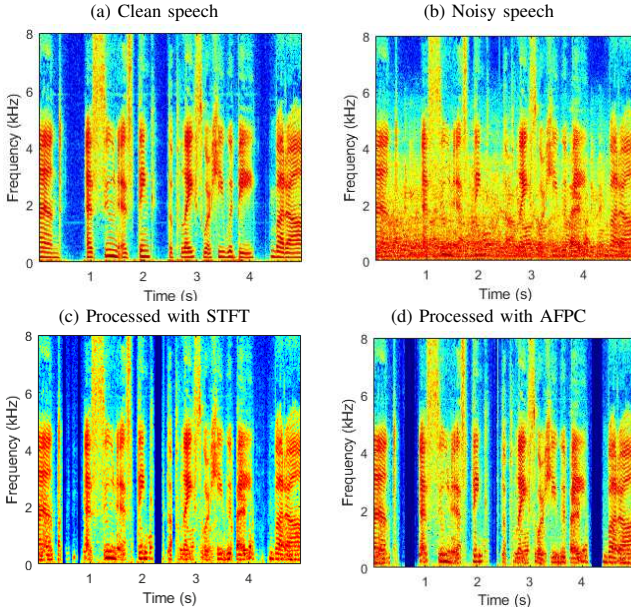 (a) Clean speech
(b) Noisy speech
8
6
4
2
0
Frequency (kHz)
1 2 3 4
Time (s)
8
6
4
2
0
Frequency (kHz)
1 2 3 4
Time (s)
(c) Processed with STFT
(d) Processed with AFPC
8
6
4
2
0
Frequency (kHz)
1 2 3 4
Time (s)
8
6
4
2
0
Frequency (kHz)
1 2 3 4
Time (s)